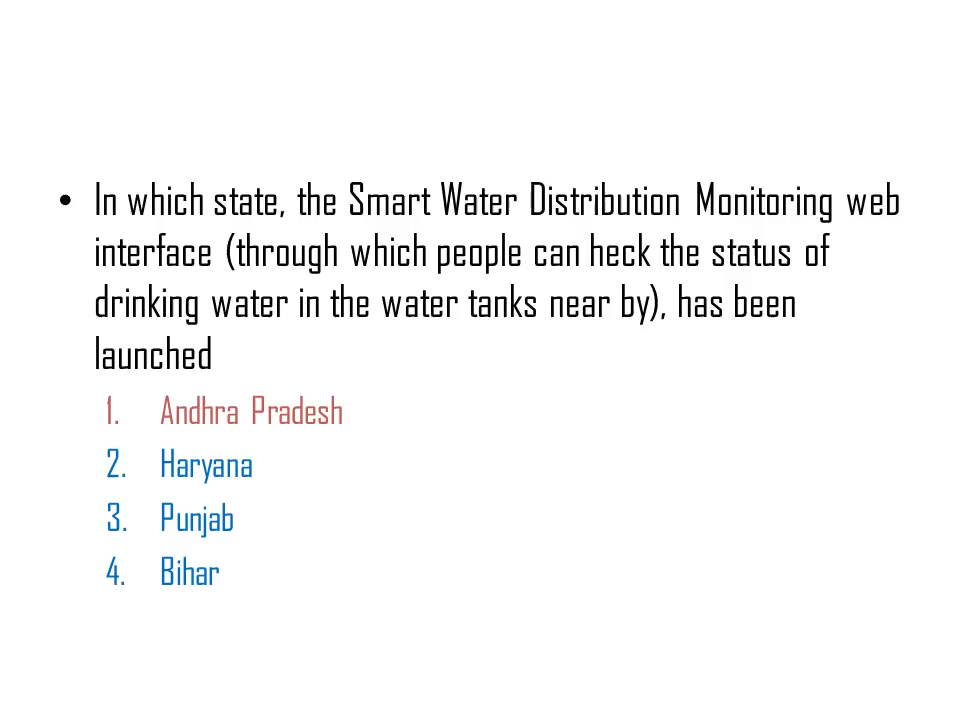 • In which state, the Smart Water Distribution Monitoring web
interface (through which people can heck the status of
drinking water in the water tanks near by), has been
launched
1. Andhra Pradesh
2. Haryana
3. Punjab
4. Bihar